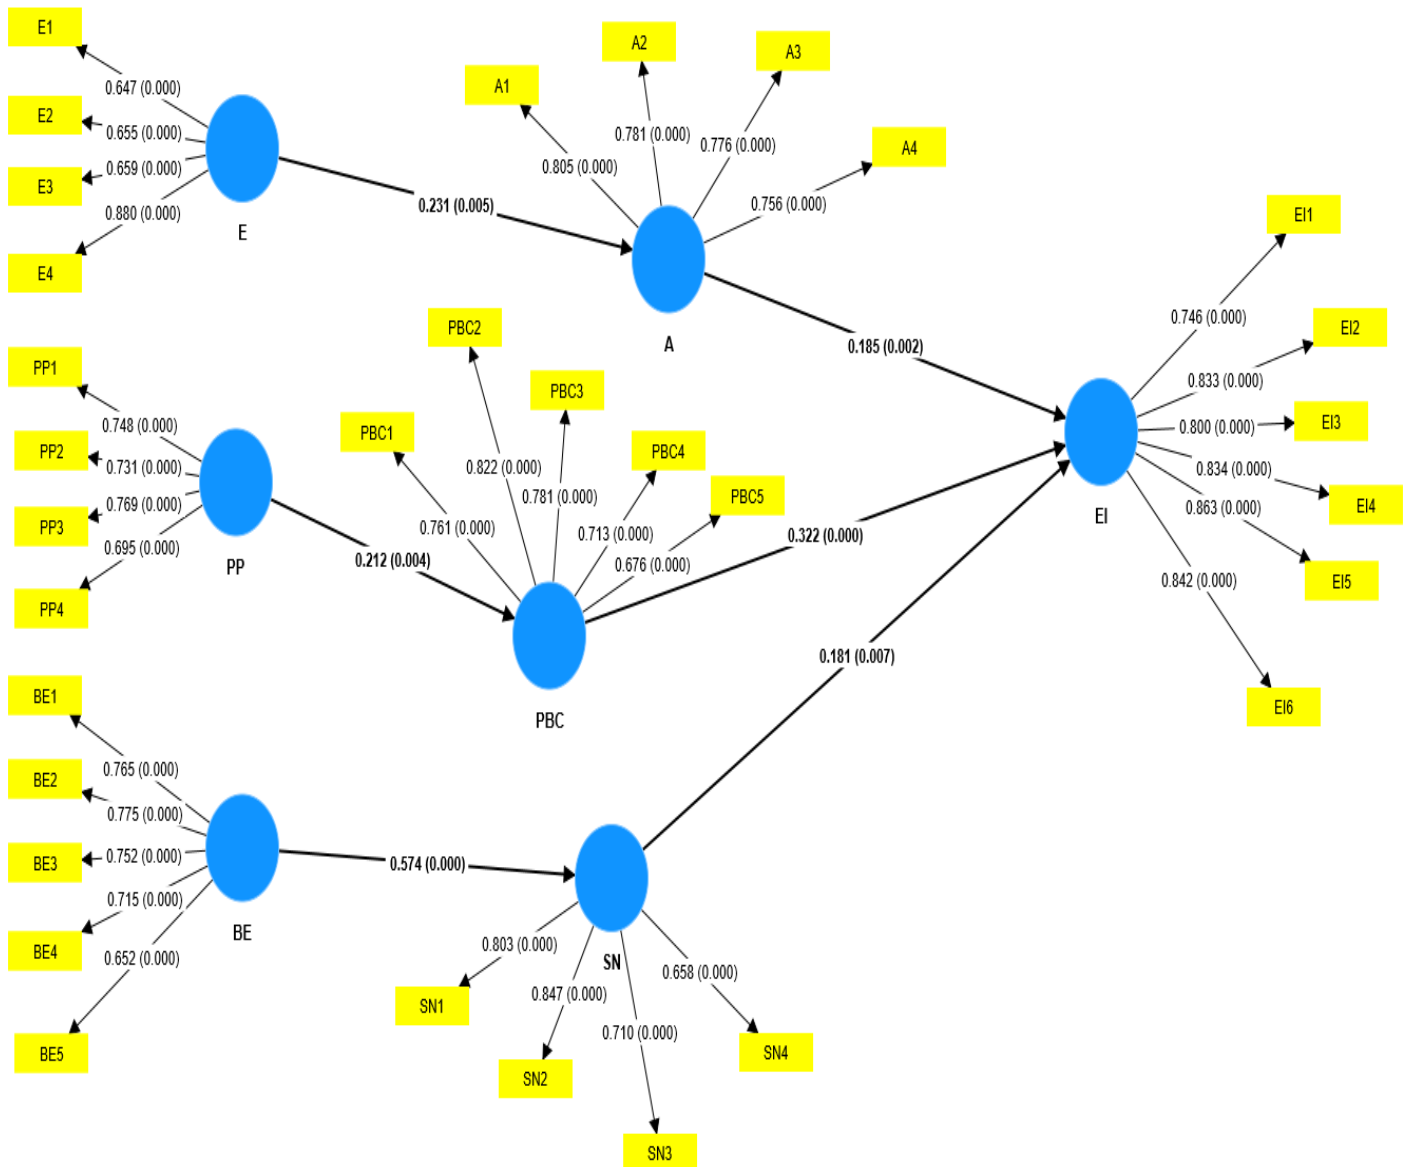 E1
0.647 (0.000)
E2
0.655 (0.000)
E3
0.659 (0.000)
0.880 (0.000)
E4
E
0.231 (0.005)
A1
A2
A3
A4
0.805 (0.000)
0.781 (0.000)
0.776 (0.000)
0.756 (0.000)
A
0.185 (0.002)
PP1
0.748 (0.000)
PP2
0.731 (0.000)
PP3
0.769 (0.000)
0.695 (0.000)
PP4
PP
0.212 (0.004)
PBC1
PBC2
PBC3
PBC4
PBC5
0.761 (0.000)
0.822 (0.000)
0.781 (0.000)
0.713 (0.000)
0.676 (0.000)
PBC
0.322 (0.000)
BE1
0.765 (0.000)
BE2
0.775 (0.000)
BE3
0.752 (0.000)
0.715 (0.000)
BE4
0.652 (0.000)
BE5
BE
0.574 (0.000)
SN
0.803 (0.000)
0.847 (0.000)
0.710 (0.000)
0.658 (0.000)
SN1
SN2
SN3
SN4
0.181 (0.007)
EI
EI1
0.746 (0.000)
EI2
0.833 (0.000)
EI3
0.800 (0.000)
0.834 (0.000)
EI4
0.863 (0.000)
EI5
0.842 (0.000)
EI6